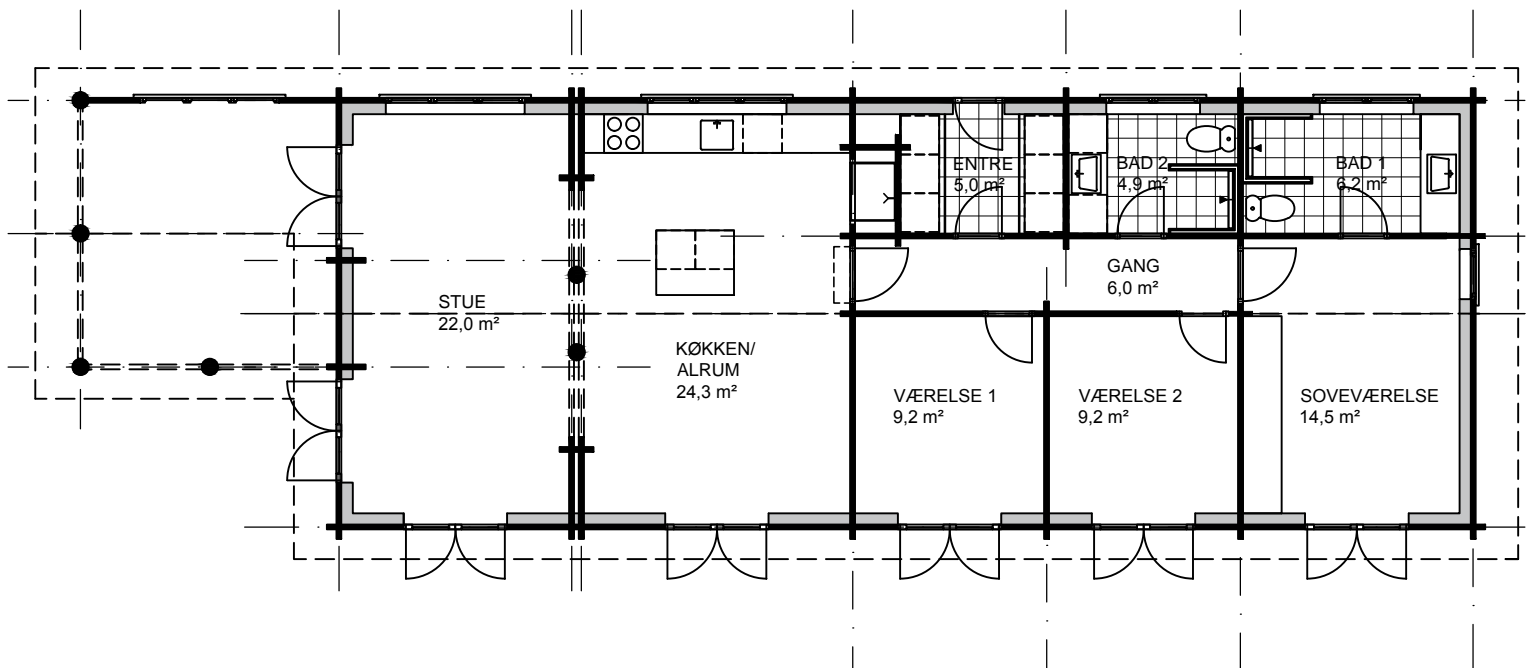 ENTRE
5,0 m²
BAD 2
4,9 m²
BAD 1
6,2 m²
GANG
6,0 m²
STUE
22,0 m²
KØKKEN/
ALRUM
24,3 m²
VÆRELSE 1
9,2 m²
VÆRELSE 2
9,2 m²
SOVEVÆRELSE
14,5 m²